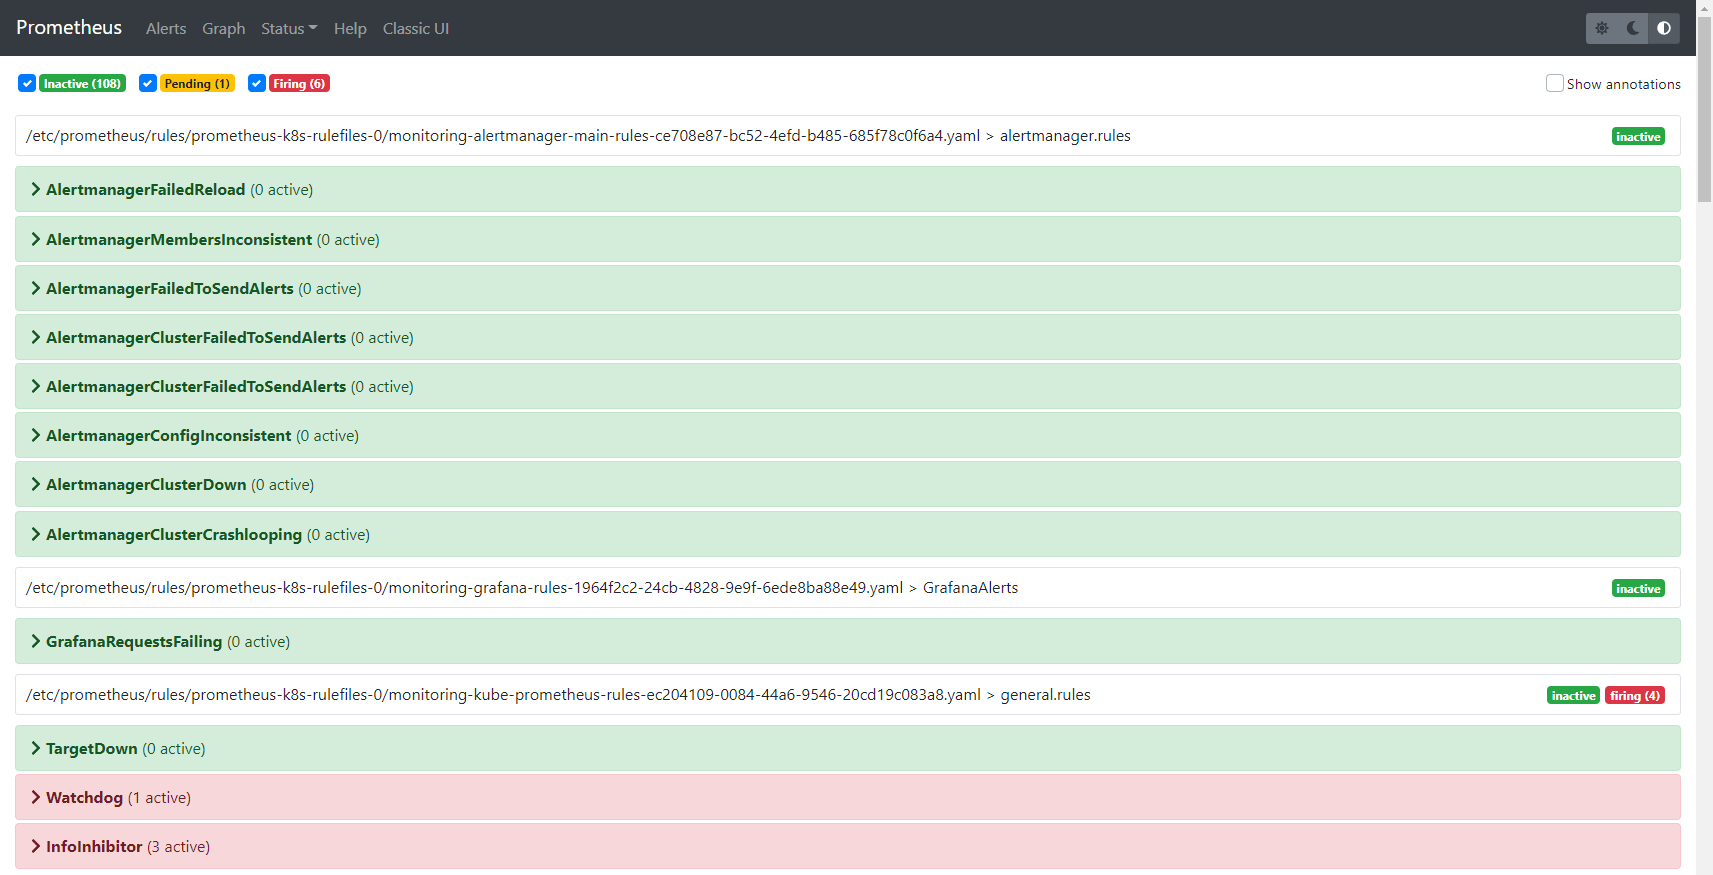 Prometheus Alerts Graph Status Help Classic UI
Inactive (108) Pending (1) Firing (6) Show annotations
/etc/prometheus/rules/prometheus-k8s-rulefiles-0/monitoring-alertmanager-main-rules-ce708e87-bc52-4efd-b485-685f78c0f6a4.yaml > alertmanager.rules inactive
AlertmanagerFailedReload (0 active)
AlertmanagerMembersInconsistent (0 active)
AlertmanagerFailedToSendAlerts (0 active)
AlertmanagerClusterFailedToSendAlerts (0 active)
AlertmanagerClusterFailedToSendAlerts (0 active)
AlertmanagerConfigInconsistent (0 active)
AlertmanagerClusterDown (0 active)
AlertmanagerClusterCrashlooping (0 active)
/etc/prometheus/rules/prometheus-k8s-rulefiles-0/monitoring-grafana-rules-1964f2c2-24cb-4828-9e9f-6ede8ba88e49.yaml > GrafanaAlerts inactive
GrafanaRequestsFailing (0 active)
/etc/prometheus/rules/prometheus-k8s-rulefiles-0/monitoring-kube-prometheus-rules-ec204109-0084-44a6-9546-20cd19c083a8.yaml > general.rules inactive firing (4)
TargetDown (0 active)
Watchdog (1 active)
InfoInhibitor (3 active)